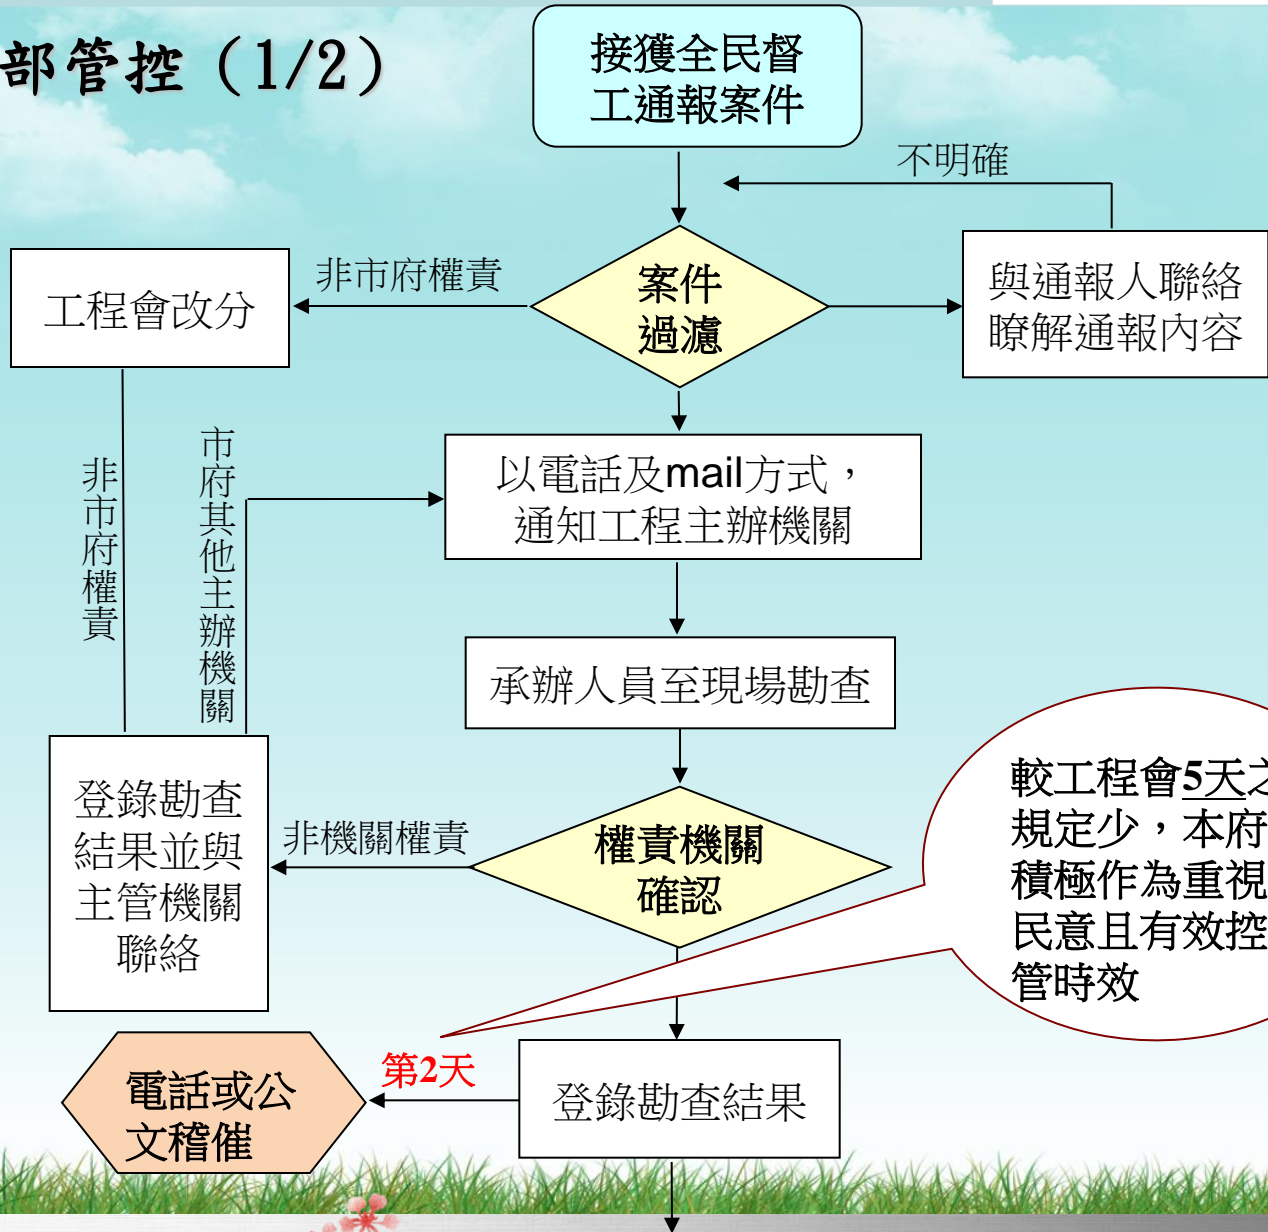 部管控（1/2）
接獲全民督
工通報案件
不明確
非市府權責
案件
過濾
工程會改分
與通報人聯絡
瞭解通報內容
以電話及mail方式，
通知工程主辦機關
市府其他主辦機關
非市府權責
承辦人員至現場勘查
登錄勘查
結果並與
主管機關
聯絡
非機關權責
權責機關
確認
較工程會5天之
規定少，本府
積極作為重視
民意且有效控
管時效
第2天
電話或公
文稽催
登錄勘查結果